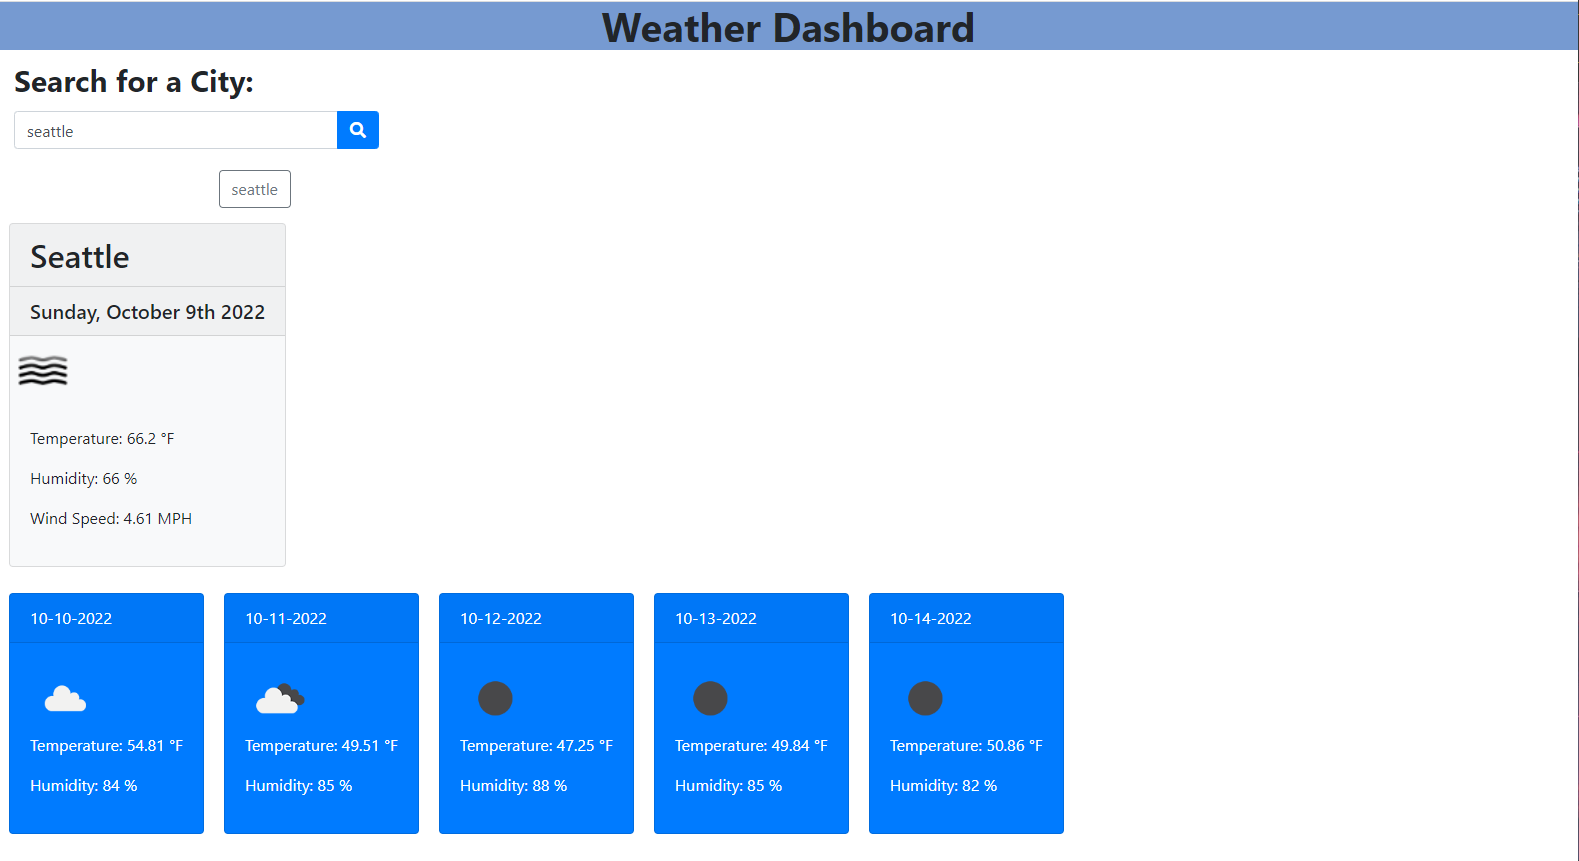 Weather Dashboard
Search for a City:
seattle
seattle
Seattle
Sunday, October 9th 2022
Temperature: 66.2 °F
Humidity: 66 %
Wind Speed: 4.61 MPH
10-10-2022
Temperature: 54.81 °F
Humidity: 84 %
10-11-2022
Temperature: 49.51 °F
Humidity: 85 %
10-12-2022
Temperature: 47.25 °F
Humidity: 88 %
10-13-2022
Temperature: 49.84 °F
Humidity: 85 %
10-14-2022
Temperature: 50.86 °F
Humidity: 82 %